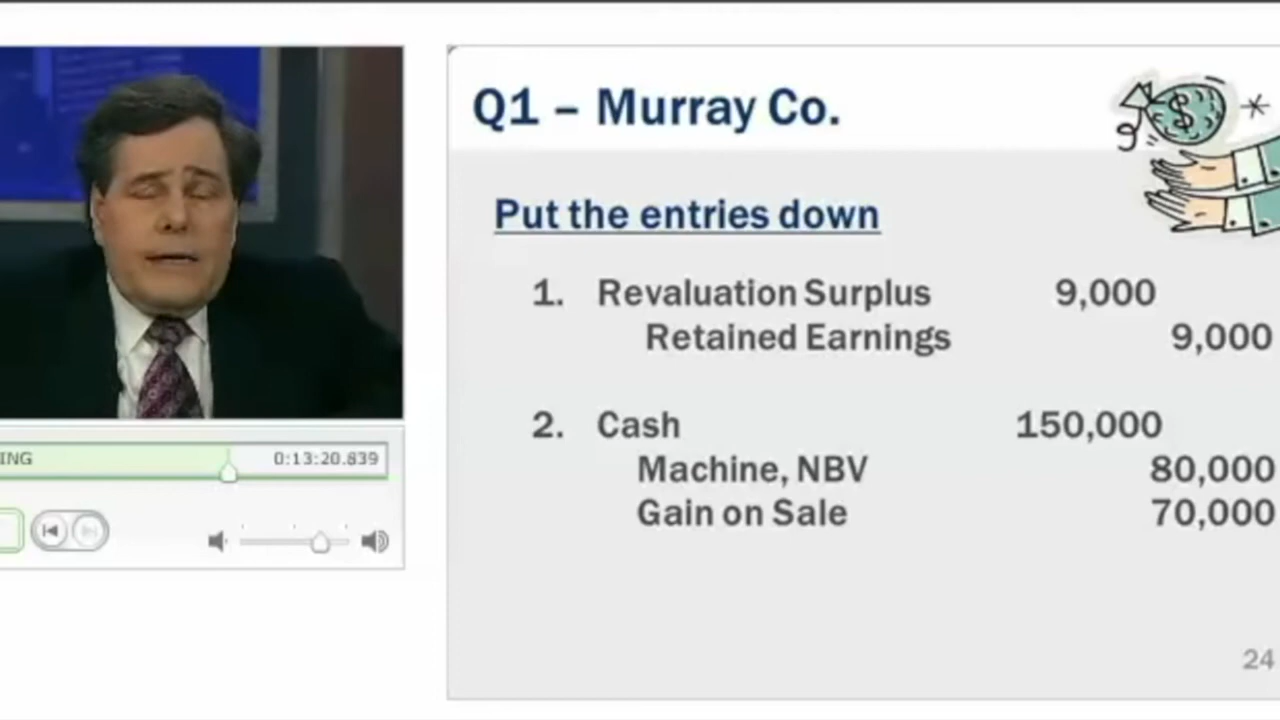 ING
0:13:20.839
Q1 – Murray Co.
$
Put the entries down
1. Revaluation Surplus 9,000
Retained Earnings 9,000
2. Cash 150,000
Machine, NBV 80,000
Gain on Sale 70,000
24